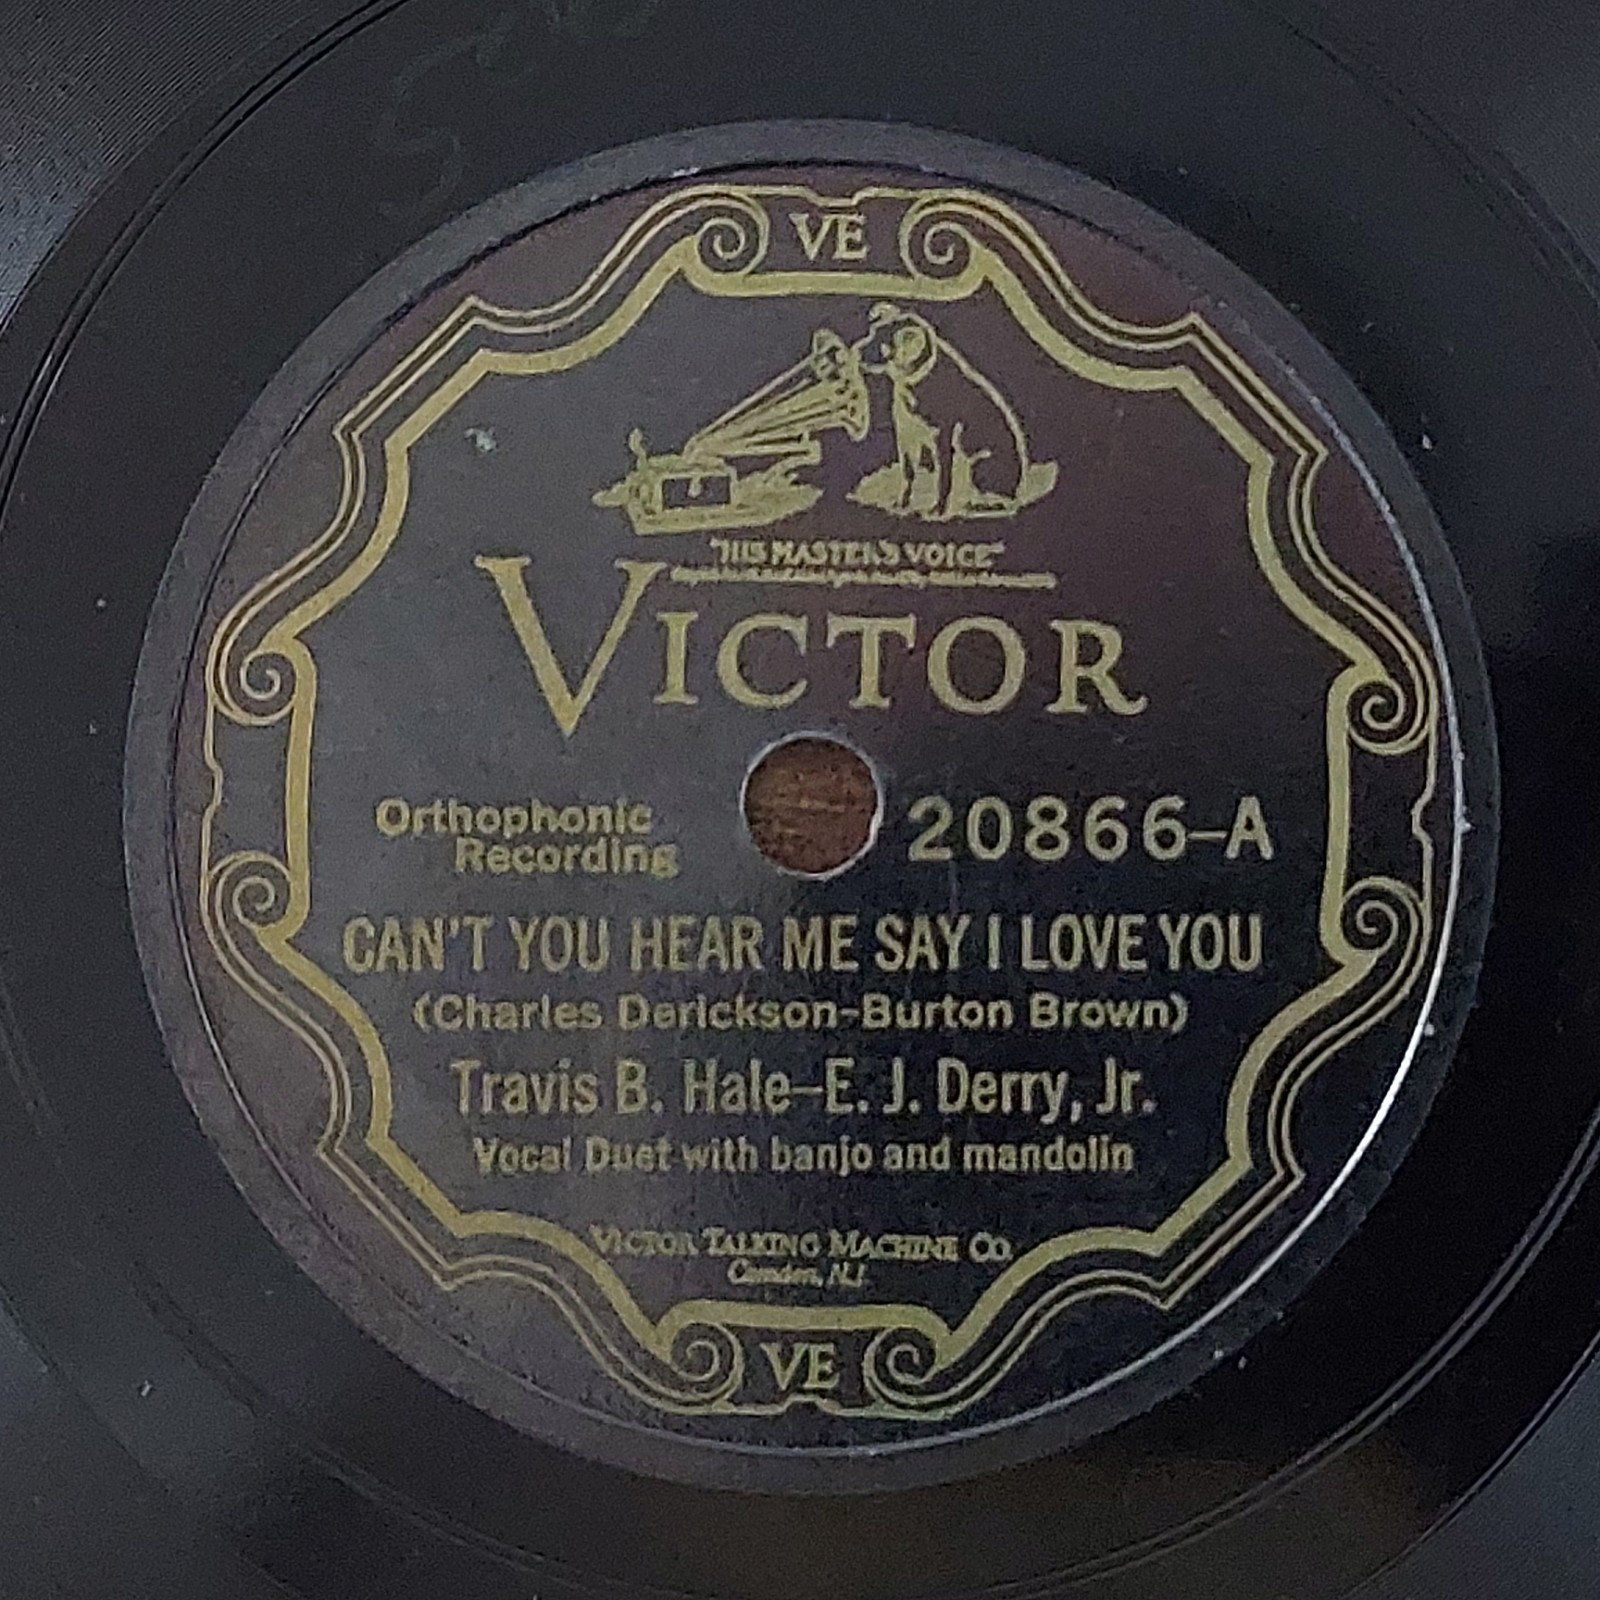 VE
"HIS MASTER'S VOICE"
VICTOR
Orthophonic
Recording
20866-A
CAN'T YOU HEAR ME SAY I LOVE YOU
(Charles Derickson-Burton Brown)
Travis B. Hale-E. J. Derry, Jr.
Vocal Duet with banjo and mandolin
VICTOR TALKING MACHINE CO.
Camden, N.J.
VE